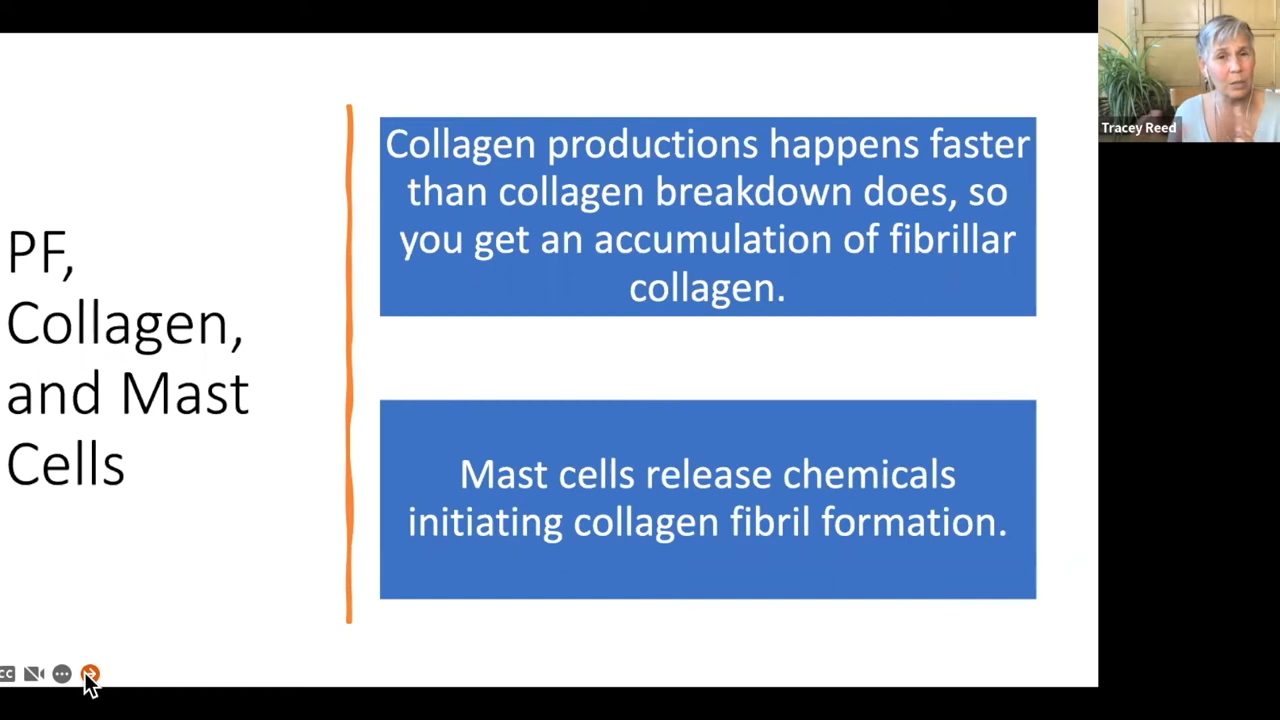 PF,
Collagen,
and Mast
Cells
Collagen productions happens faster
than collagen breakdown does, so
you get an accumulation of fibrillar
collagen.
Mast cells release chemicals
initiating collagen fibril formation.
Tracey Reed
CC